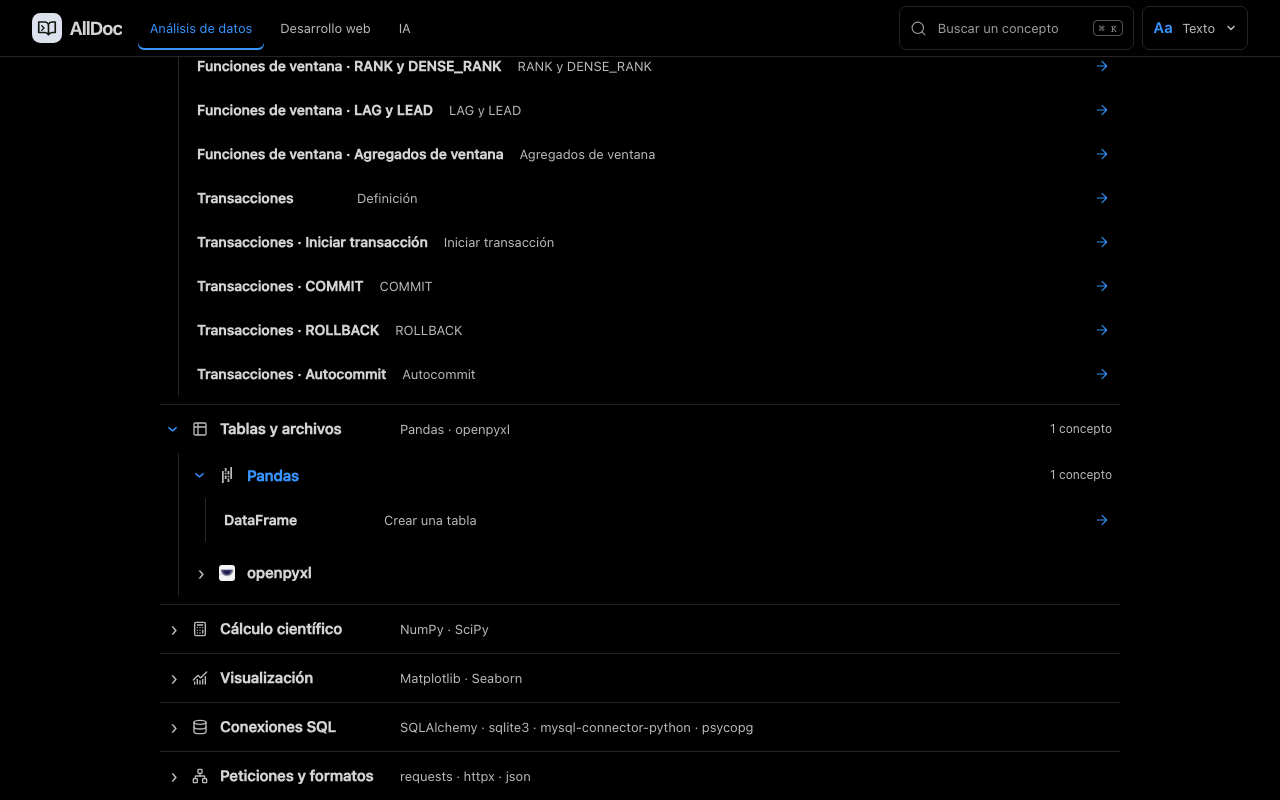 AllDoc Análisis de datos Desarrollo web IA Buscar un concepto ⌘ K Aa Texto
Funciones de ventana · RANK y DENSE_RANK RANK y DENSE_RANK
Funciones de ventana · LAG y LEAD LAG y LEAD
Funciones de ventana · Agregados de ventana Agregados de ventana
Transacciones Definición
Transacciones · Iniciar transacción Iniciar transacción
Transacciones · COMMIT COMMIT
Transacciones · ROLLBACK ROLLBACK
Transacciones · Autocommit Autocommit
Tablas y archivos Pandas · openpyxl 1 concepto
Pandas 1 concepto
DataFrame Crear una tabla
openpyxl
Cálculo científico NumPy · SciPy
Visualización Matplotlib · Seaborn
Conexiones SQL SQLAlchemy · sqlite3 · mysql-connector-python · psycopg
Peticiones y formatos requests · httpx · json